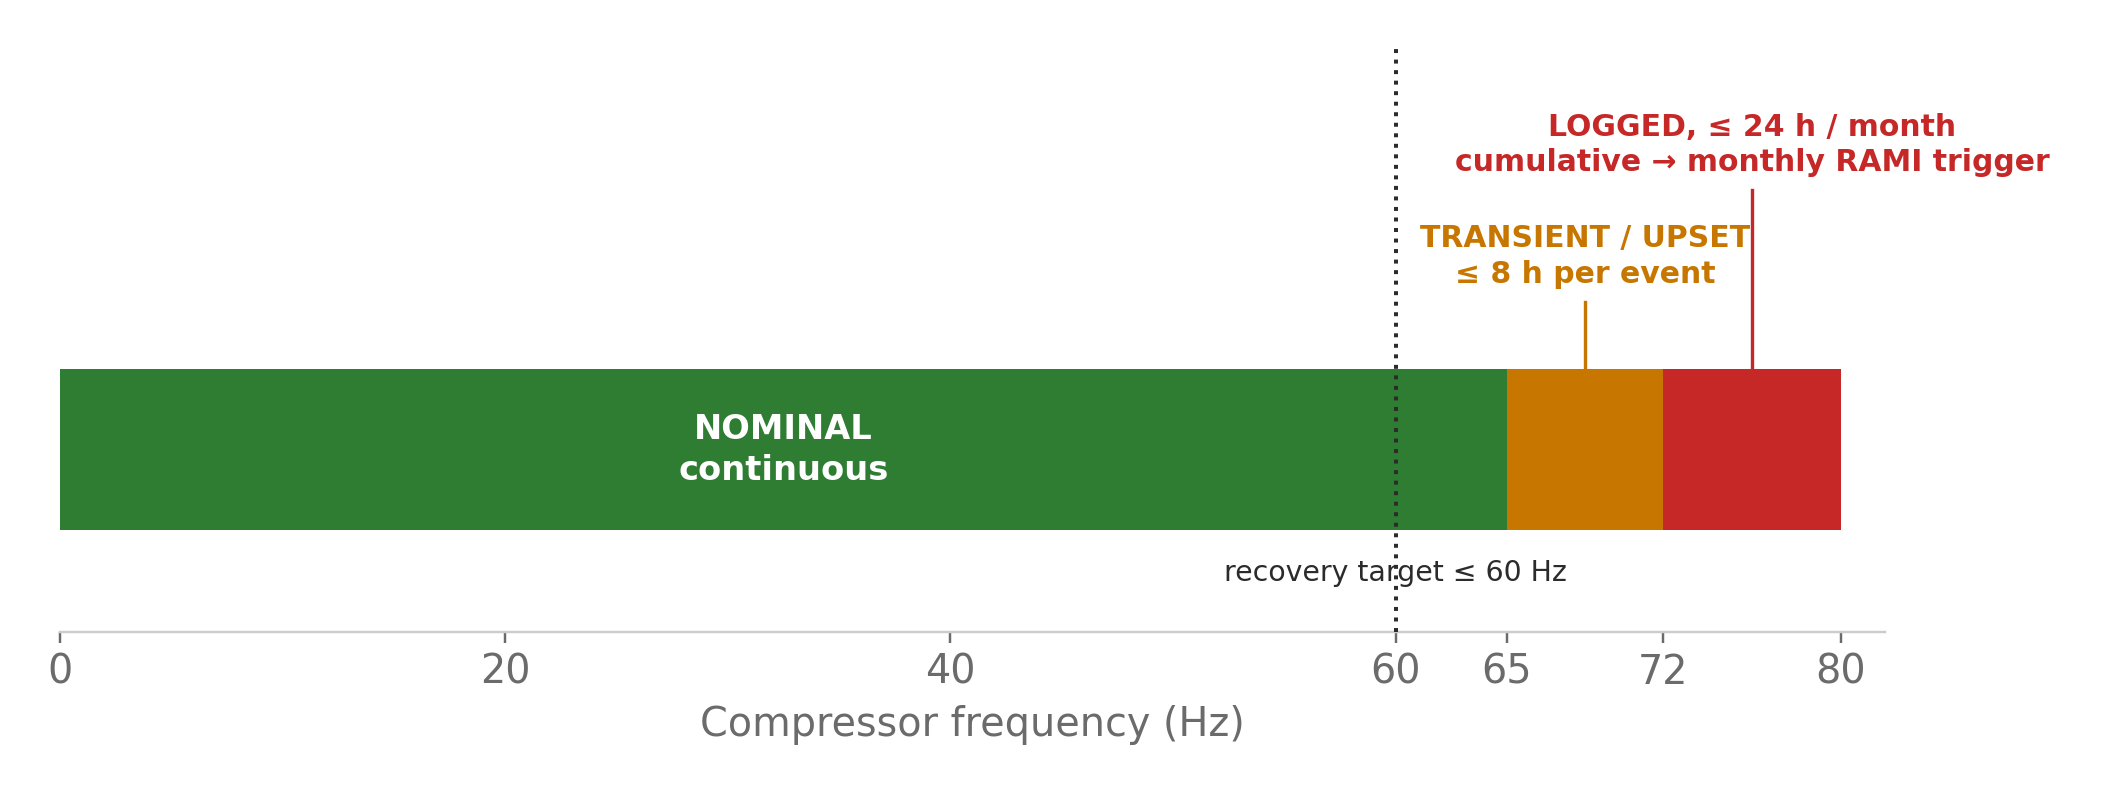 LOGGED, ≤ 24 h / month
cumulative → monthly RAMI trigger
TRANSIENT / UPSET
≤ 8 h per event
NOMINAL
continuous
recovery target ≤ 60 Hz
0 20 40 60 65 72 80
Compressor frequency (Hz)